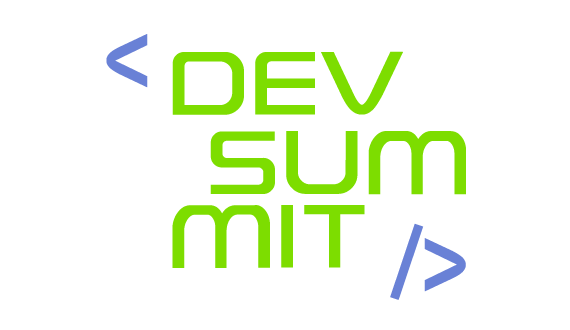 < DEV
SUM
MIT />